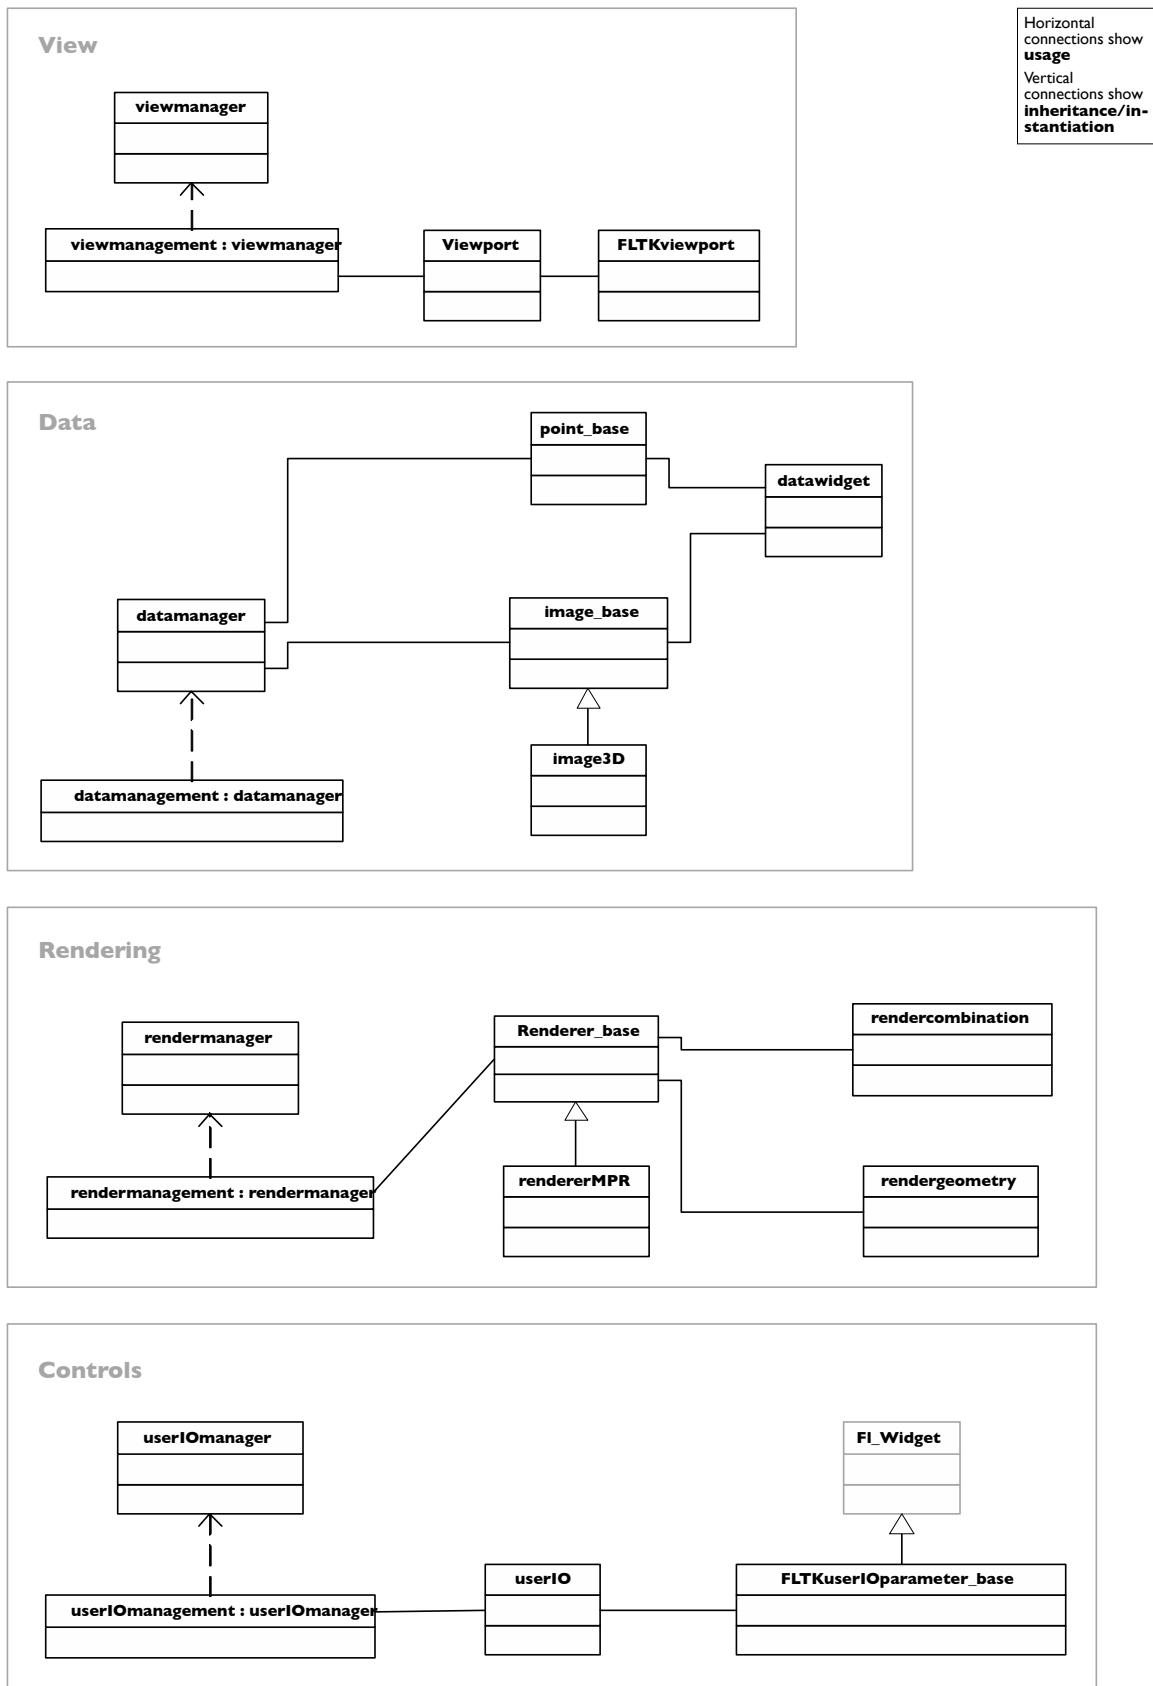 View
Horizontal
connections show
usage
Vertical
connections show
inheritance/in-
stantiation
viewmanager
viewmanagement : viewmanager
Viewport
FLTKviewport
Data
point_base
datawidget
datamanager
image_base
image3D
datamanagement : datamanager
Rendering
rendermanager
Renderer_base
rendercombination
rendermanagement : rendermanager
rendererMPR
rendergeometry
Controls
userIOmanager
Fl_Widget
userIOmanagement : userIOmanager
userIO
FLTKuserIOparameter_base